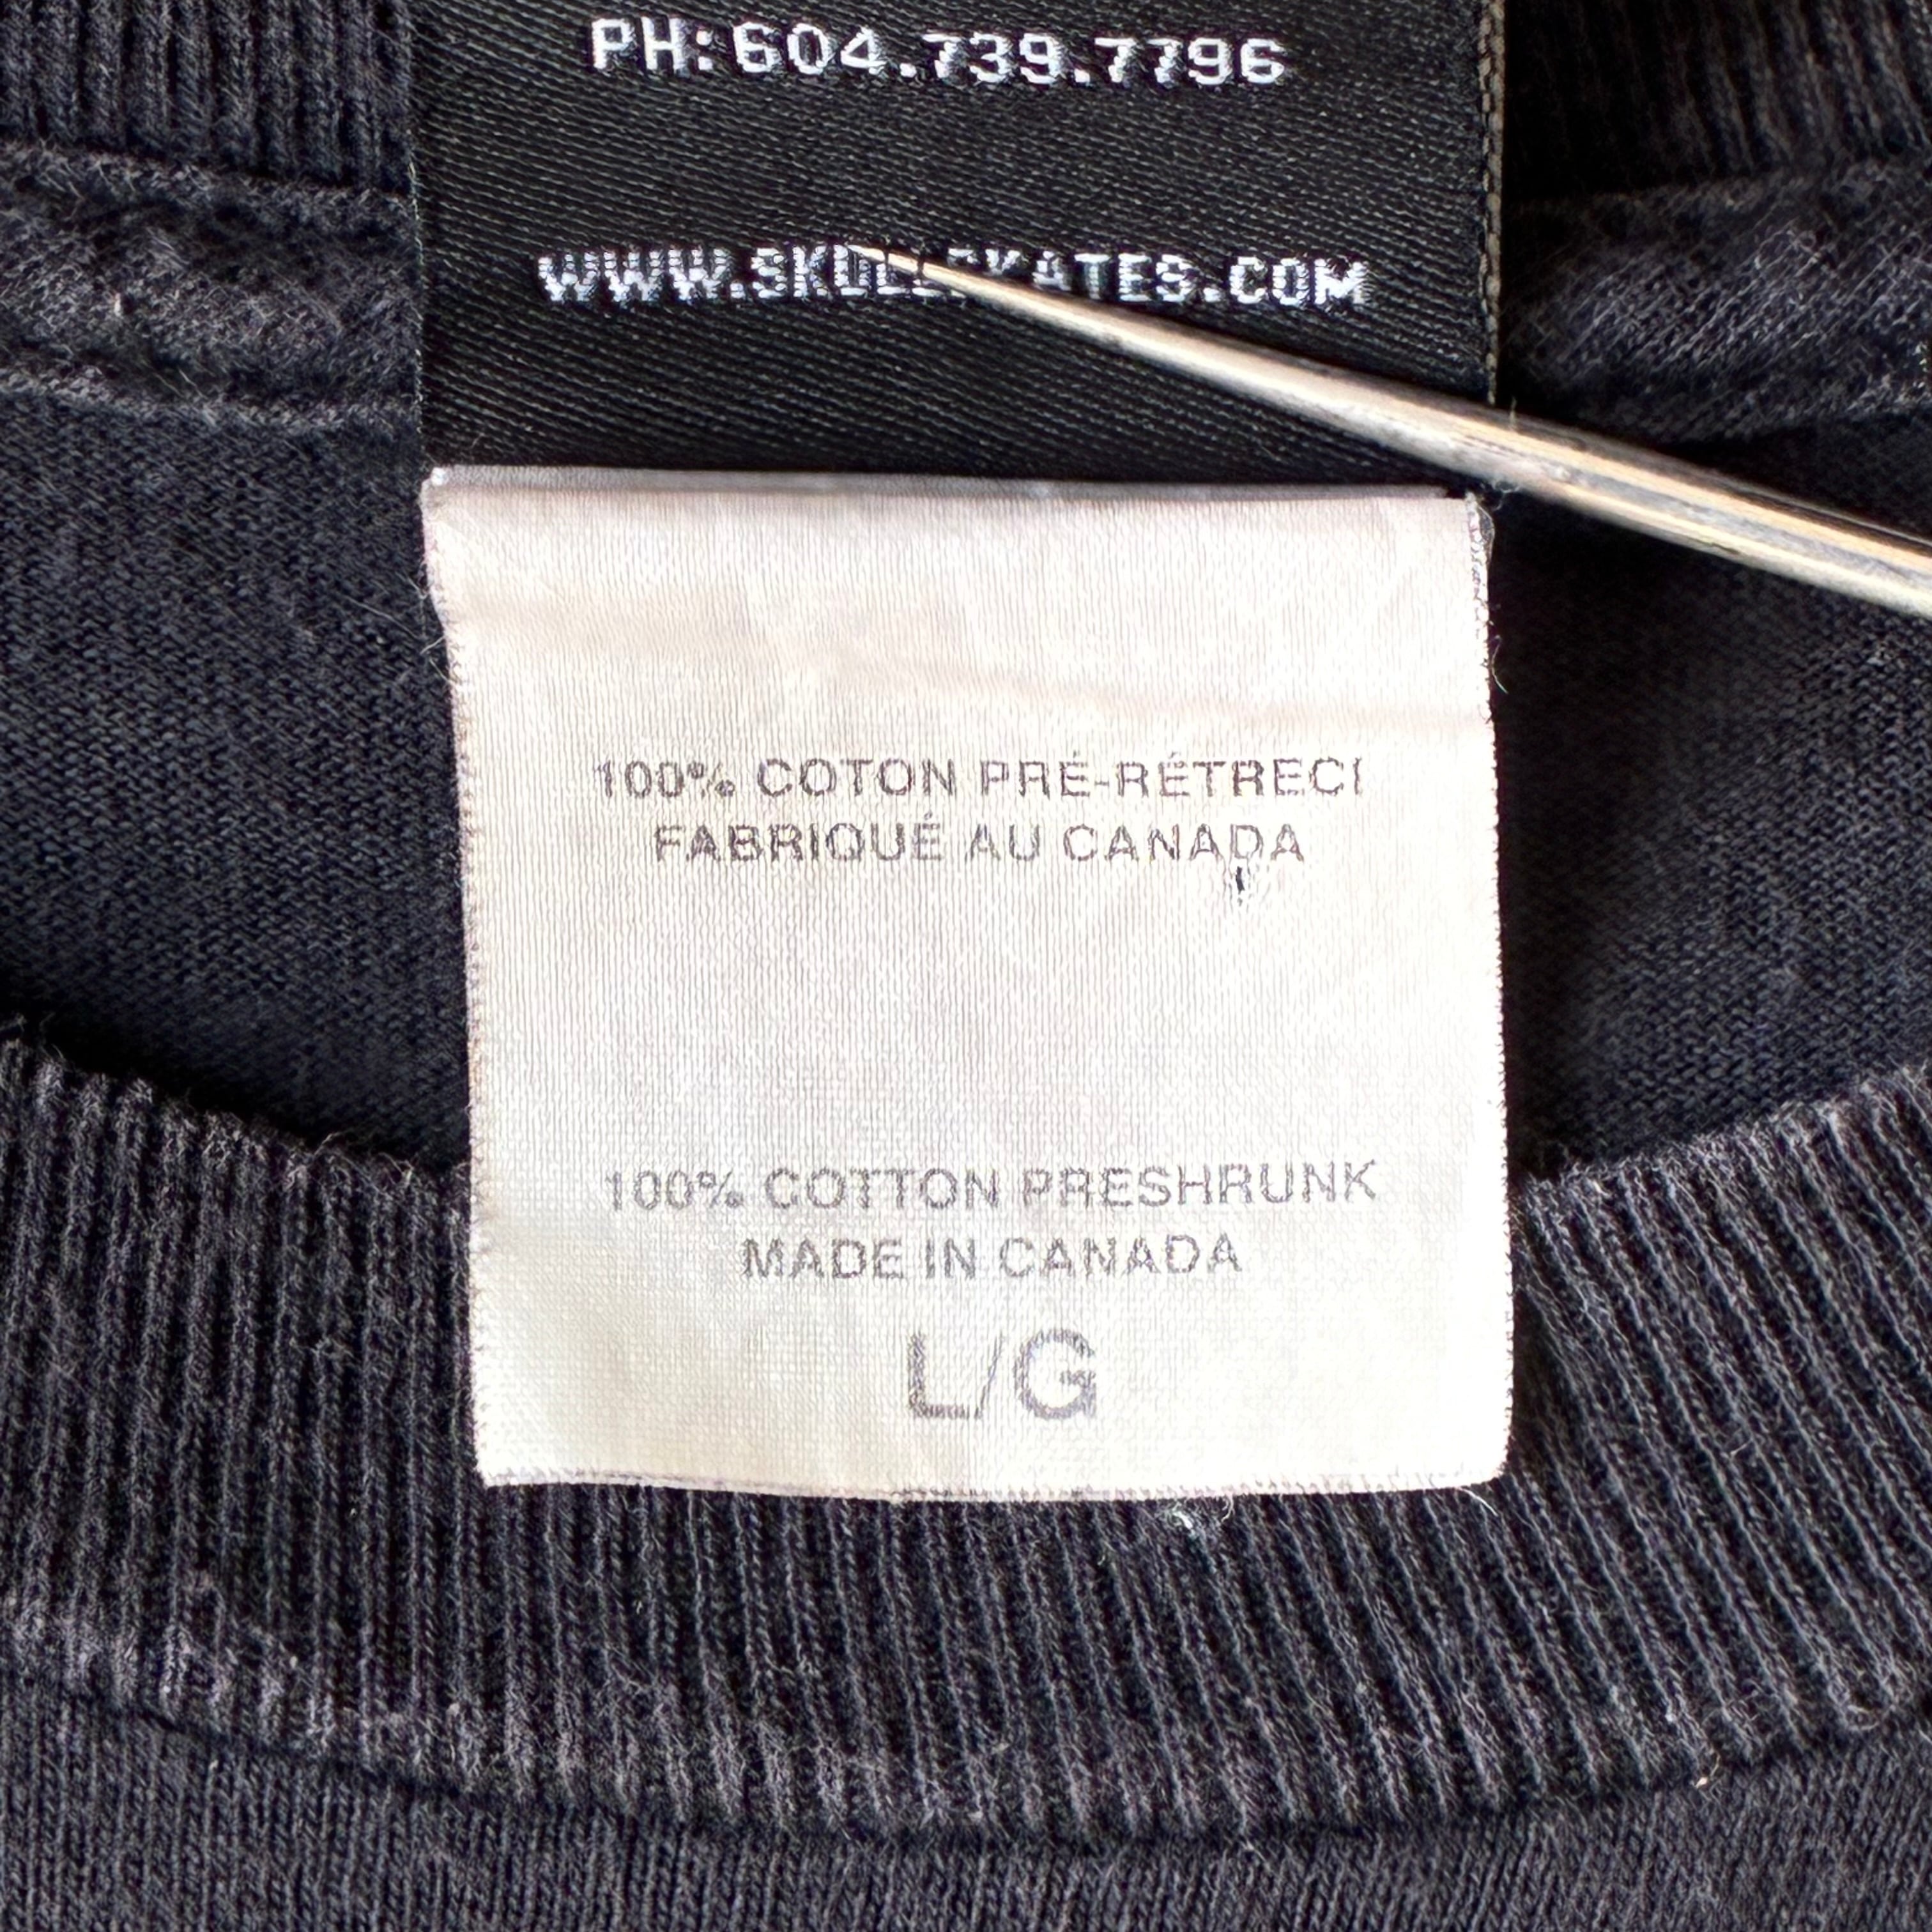 PH:604.739.7796
WWW.SKULLSKATES.COM
100% COTON PRÉ-RÉTRECI
FABRIQUÉ AU CANADA
100% COTTON PRESHRUNK
MADE IN CANADA
L/G